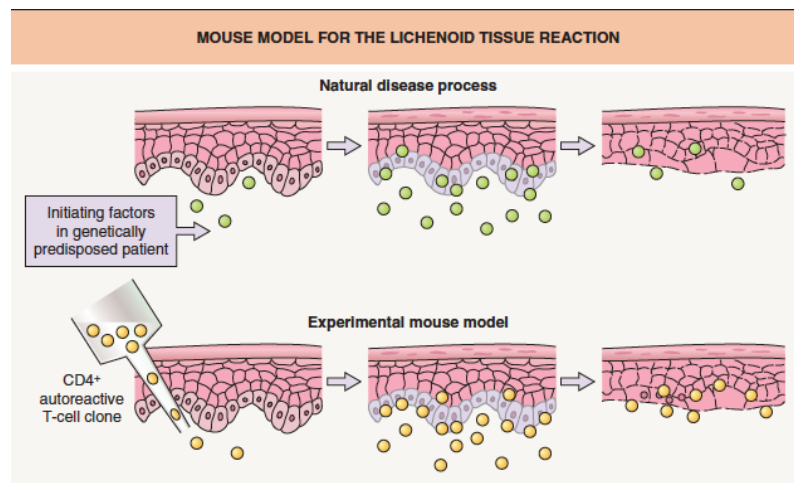 MOUSE MODEL FOR THE LICHENOID TISSUE REACTION
Natural disease process
Initiating factors
in genetically
predisposed patient
Experimental mouse model
CD4+
autoreactive
T-cell clone